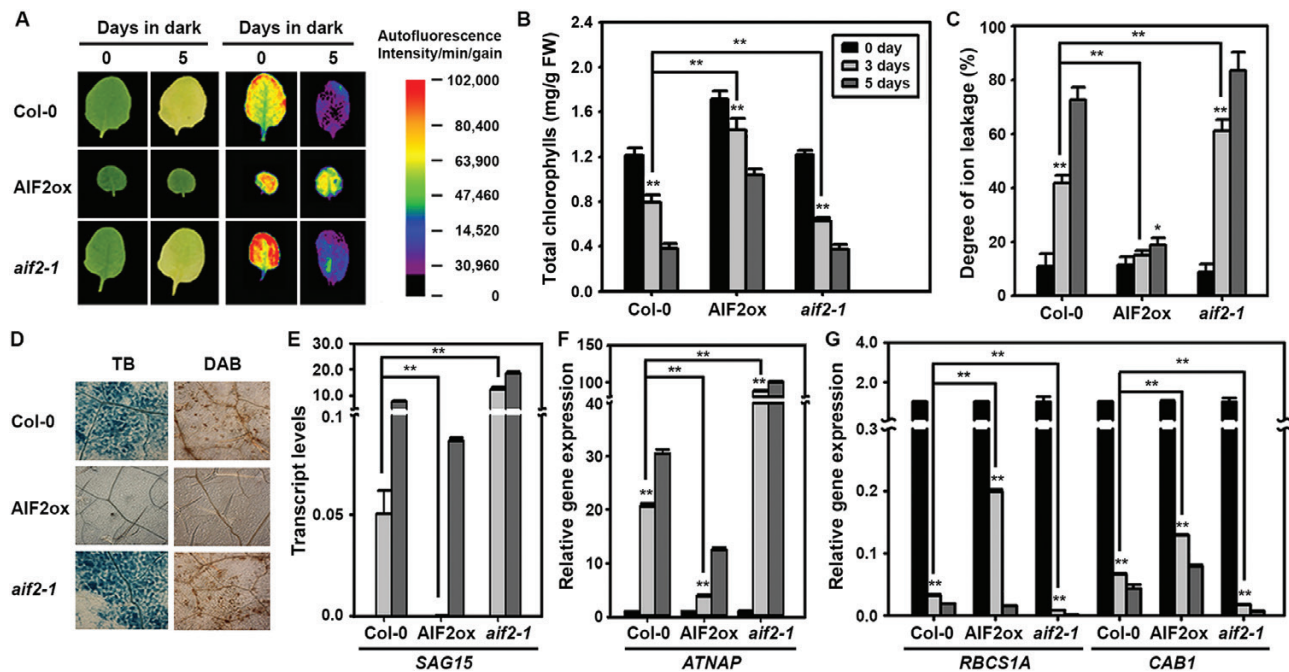 A
Days in dark
Days in dark
0
5
0
5
Autofluorescence
Intensity/min/gain
Col-0
AIF2ox
aif2-1
102,000
80,400
63,900
47,460
14,520
30,960
0
B
Total chlorophylls (mg/g FW)
2.4
2.0
1.6
1.2
0.8
0.4
0.0
**
**
0 day
3 days
5 days
**
**
**
Col-0
AIF2ox
aif2-1
C
Degree of ion leakage (%)
100
80
60
40
20
0
**
**
**
*
**
Col-0
AIF2ox
aif2-1
D
TB
DAB
Col-0
AIF2ox
aif2-1
E
Transcript levels
30.0
20.0
10.0
0.1
0.05
0.0
**
**
Col-0
AIF2ox
aif2-1
SAG15
F
Relative gene expression
100
70
40
30
20
10
0
**
**
**
**
**
Col-0
AIF2ox
aif2-1
ATNAP
G
Relative gene expression
4.0
2.0
1.0
0.3
0.2
0.1
0.0
**
**
**
**
**
**
**
**
**
**
Col-0
AIF2ox
aif2-1
Col-0
AIF2ox
aif2-1
RBCS1A
CAB1